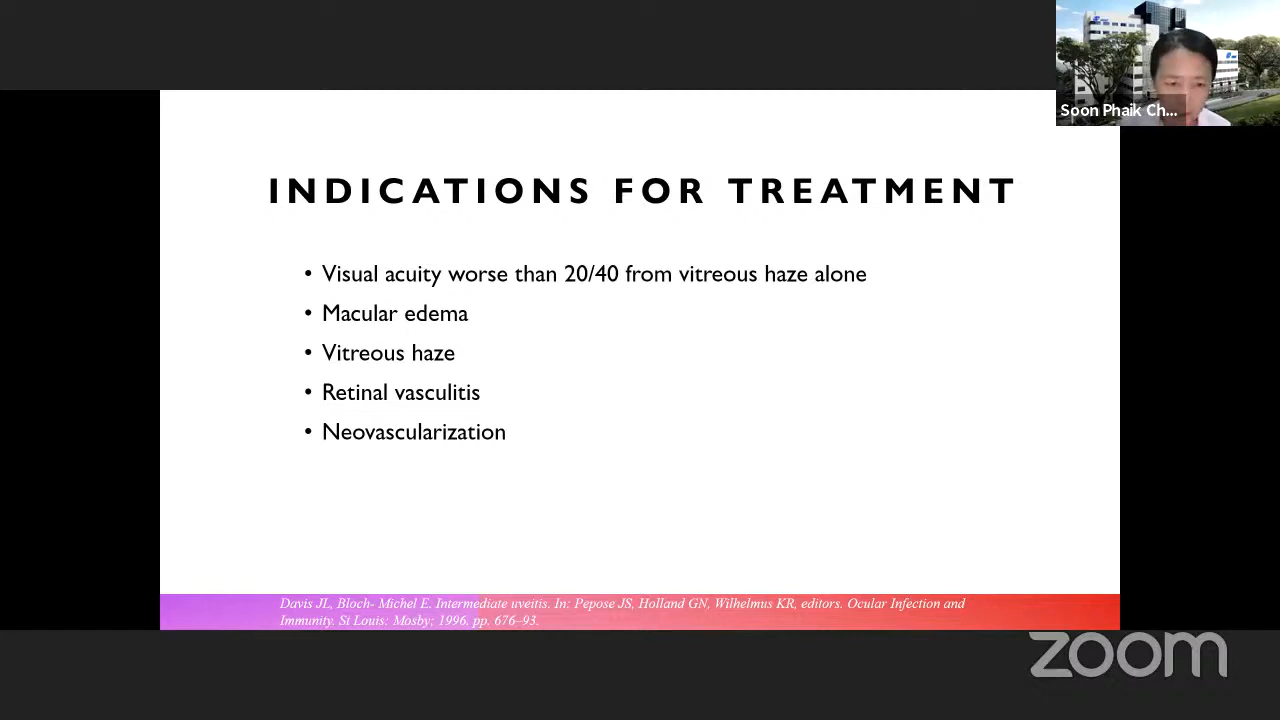 Soon Phaik Ch...
INDICATIONS FOR TREATMENT
• Visual acuity worse than 20/40 from vitreous haze alone
• Macular edema
• Vitreous haze
• Retinal vasculitis
• Neovascularization
Davis JL, Bloch- Michel E. Intermediate uveitis. In: Pepose JS, Holland GN, Wilhelmus KR, editors. Ocular Infection and
Immunity. St Louis: Mosby; 1996. pp. 676–93.
zoom